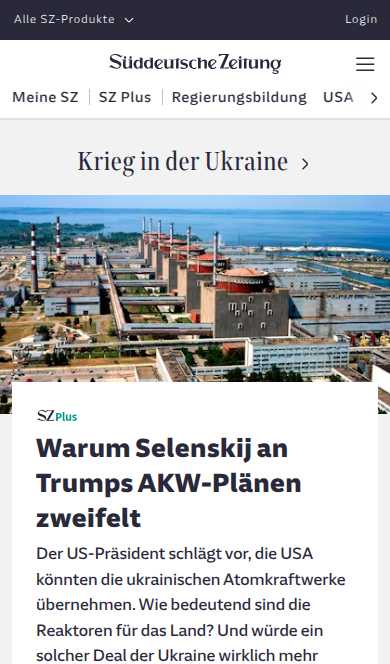 Alle SZ-Produkte
Login
Süddeutsche Zeitung
Meine SZ
SZ Plus
Regierungsbildung
USA
Krieg in der Ukraine
SZ Plus
Warum Selenskij an
Trumps AKW-Plänen
zweifelt
Der US-Präsident schlägt vor, die USA
könnten die ukrainischen Atomkraftwerke
übernehmen. Wie bedeutend sind die
Reaktoren für das Land? Und würde ein
solcher Deal der Ukraine wirklich mehr